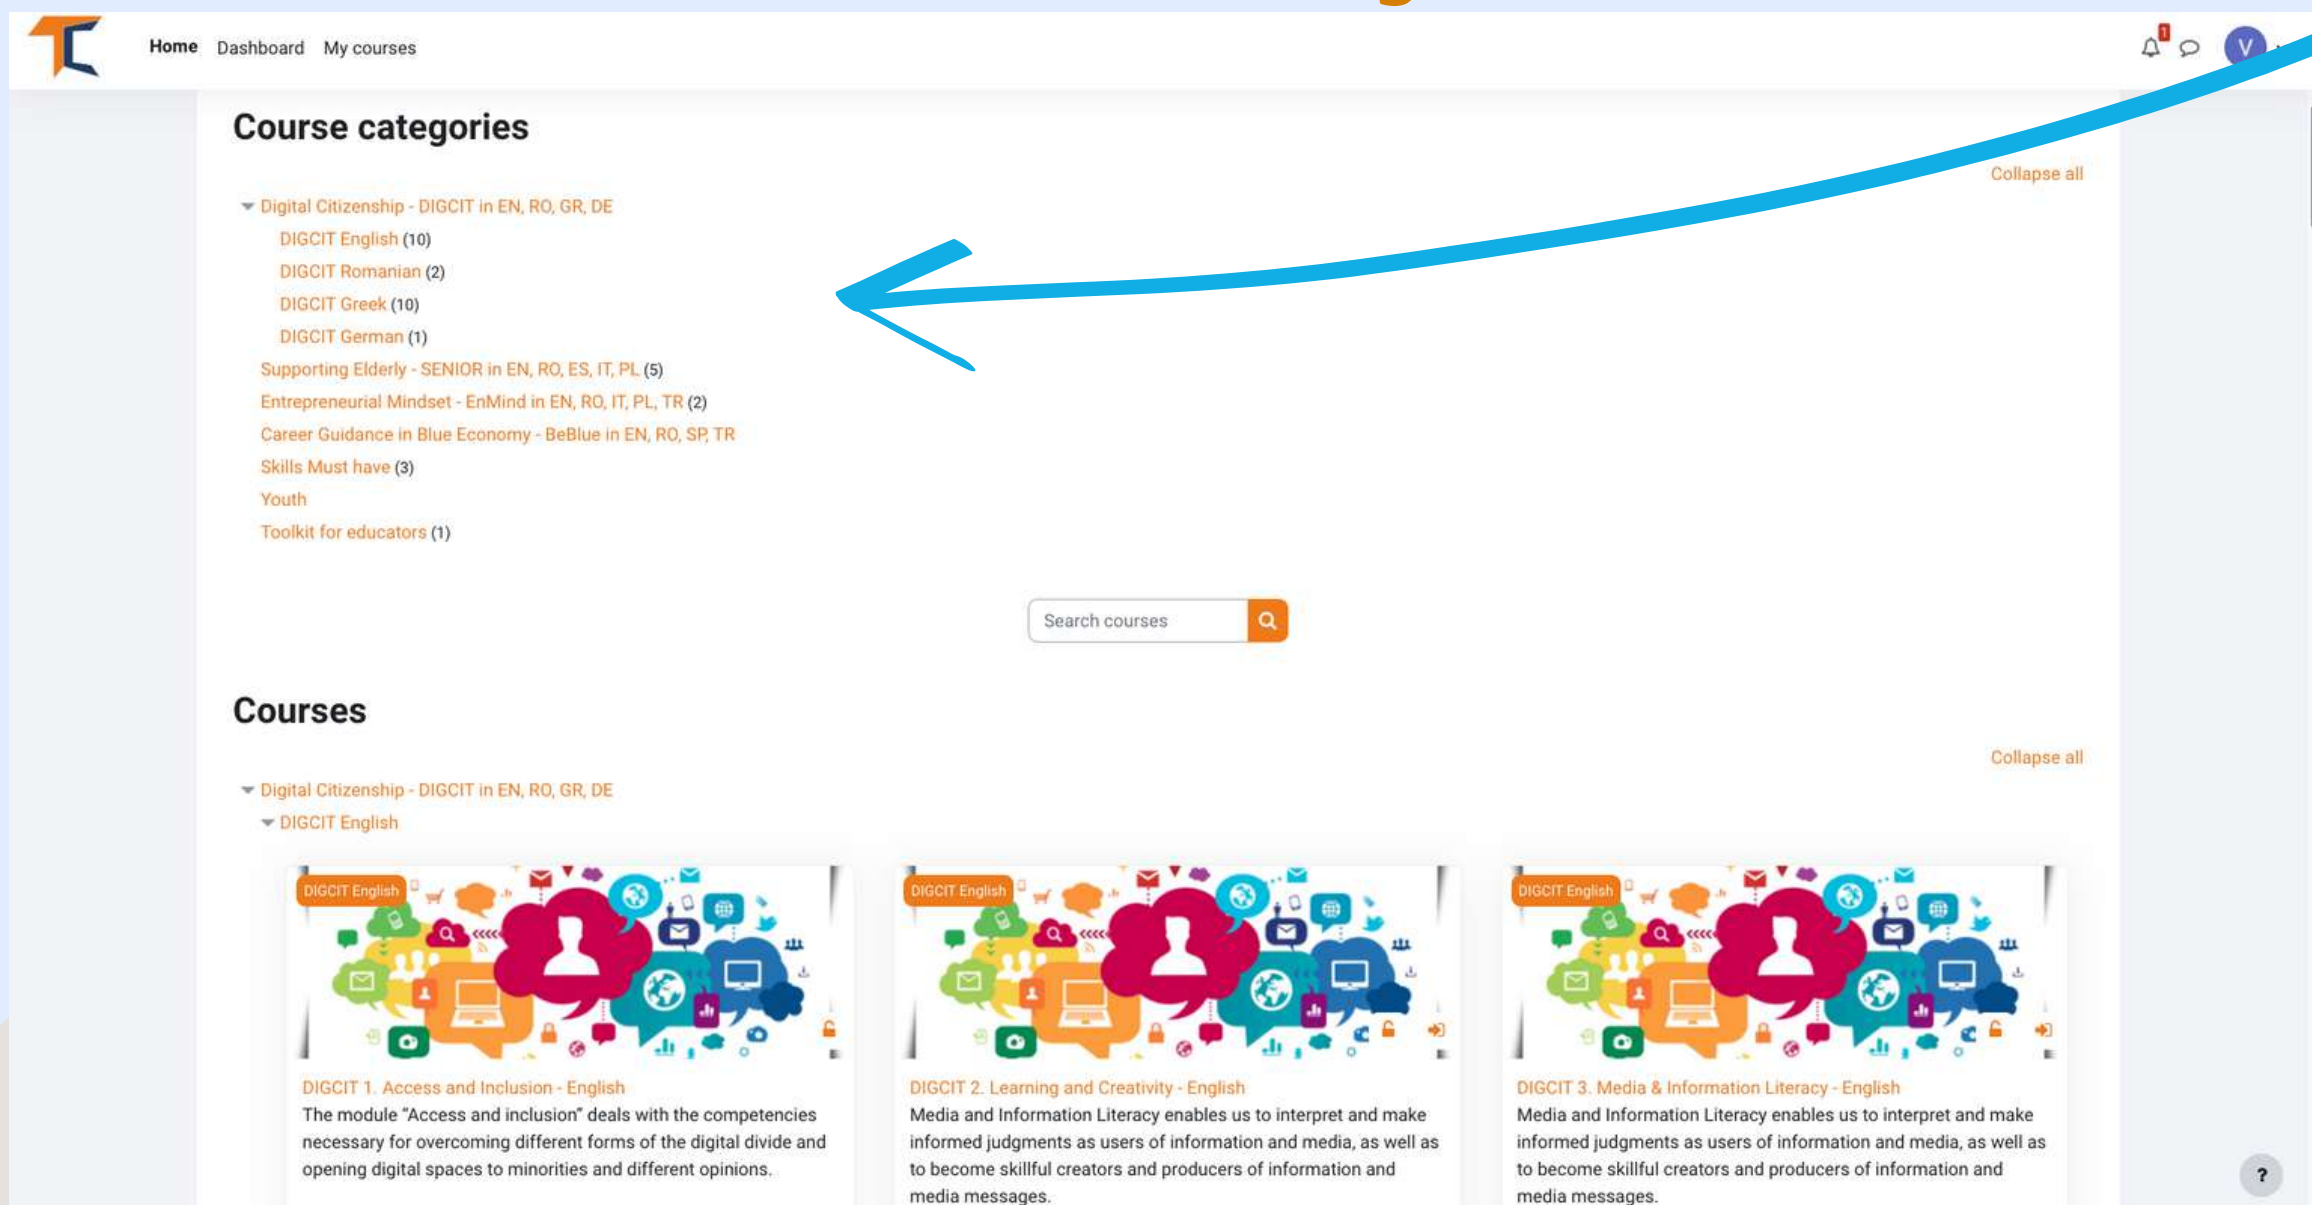 Home Dashboard My courses
1
V
Course categories
Collapse all
Digital Citizenship - DIGCIT in EN, RO, GR, DE
DIGCIT English (10)
DIGCIT Romanian (2)
DIGCIT Greek (10)
DIGCIT German (1)
Supporting Elderly - SENIOR in EN, RO, ES, IT, PL (5)
Entrepreneurial Mindset - EnMind in EN, RO, IT, PL, TR (2)
Career Guidance in Blue Economy - BeBlue in EN, RO, SP, TR
Skills Must have (3)
Youth
Toolkit for educators (1)
Search courses
Courses
Collapse all
Digital Citizenship - DIGCIT in EN, RO, GR, DE
DIGCIT English
DIGCIT English
DIGCIT 1. Access and Inclusion - English
The module “Access and inclusion” deals with the competencies
necessary for overcoming different forms of the digital divide and
opening digital spaces to minorities and different opinions.
DIGCIT English
DIGCIT 2. Learning and Creativity - English
Media and Information Literacy enables us to interpret and make
informed judgments as users of information and media, as well as
to become skillful creators and producers of information and
media messages.
DIGCIT English
DIGCIT 3. Media & Information Literacy - English
Media and Information Literacy enables us to interpret and make
informed judgments as users of information and media, as well as
to become skillful creators and producers of information and
media messages.
?